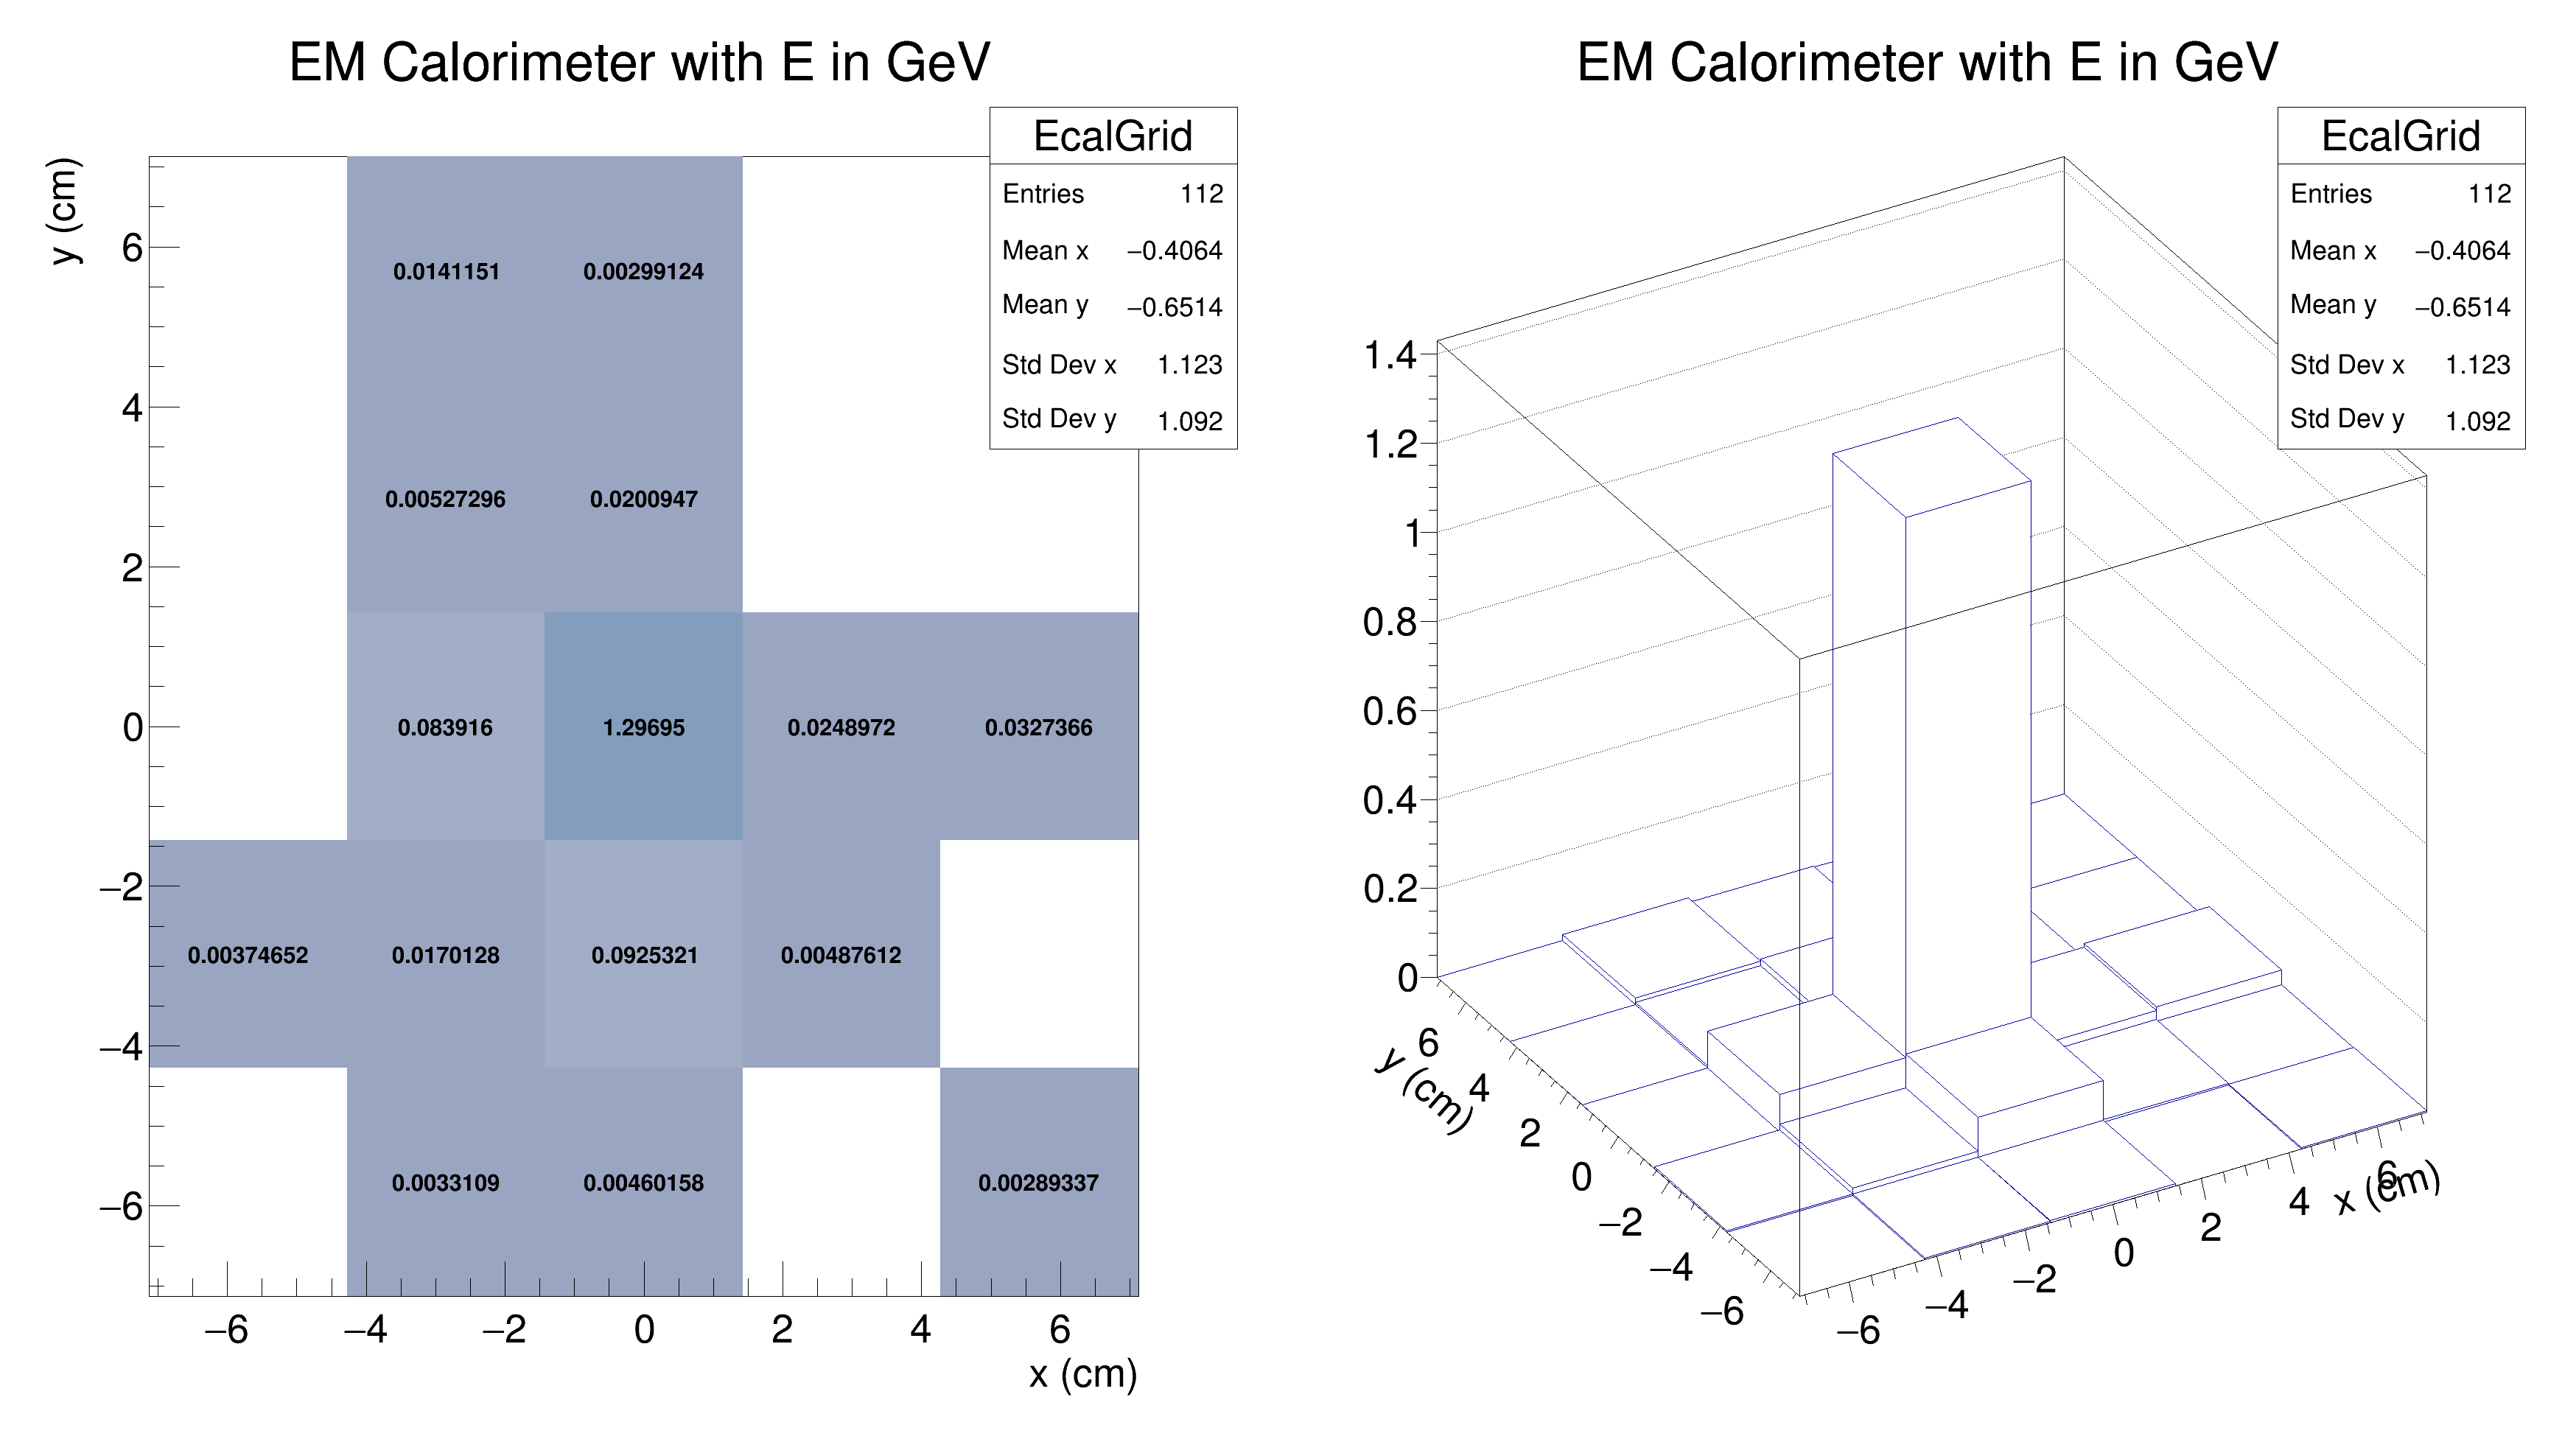 EM Calorimeter with E in GeV
EcalGrid
Entries 112
Mean x −0.4064
Mean y −0.6514
Std Dev x 1.123
Std Dev y 1.092
y (cm)
6
4
2
0
−2
−4
−6
0.0141151 0.00299124
0.00527296 0.0200947
0.083916 1.29695 0.0248972 0.0327366
0.00374652 0.0170128 0.0925321 0.00487612
0.0033109 0.00460158 0.00289337
−6 −4 −2 0 2 4 6
x (cm)
EM Calorimeter with E in GeV
EcalGrid
Entries 112
Mean x −0.4064
Mean y −0.6514
Std Dev x 1.123
Std Dev y 1.092
1.4
1.2
1
0.8
0.6
0.4
0.2
0
y (cm)
6
4
2
0
−2
−4
−6
−6 −4 −2 0 2 4 6
x (cm)